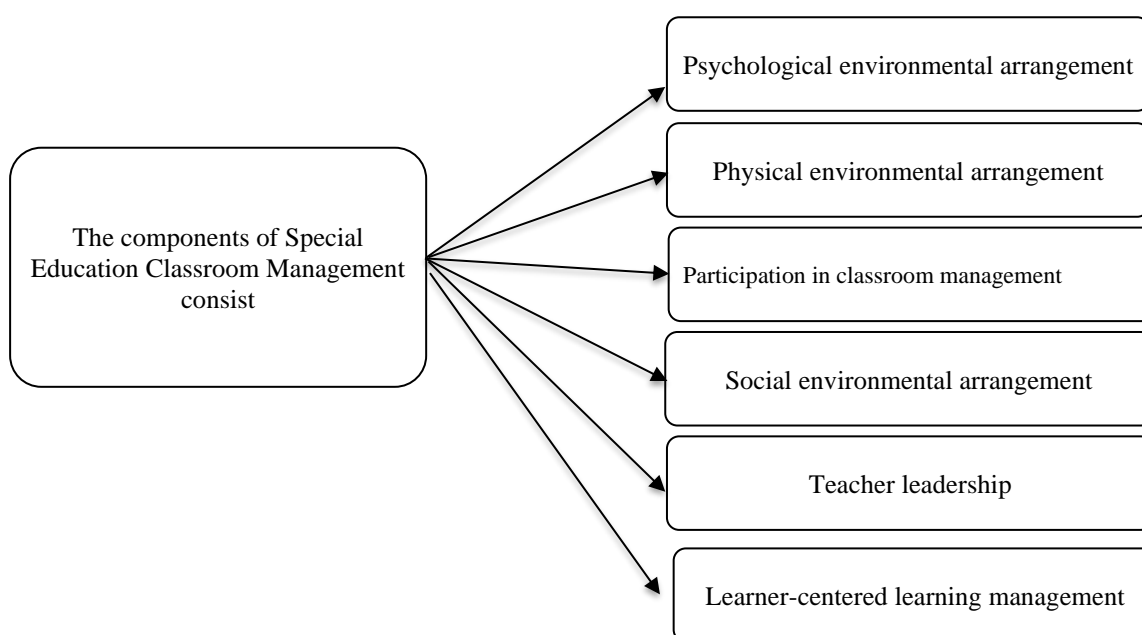 The components of Special
Education Classroom Management
consist
Psychological environmental arrangement
Physical environmental arrangement
Participation in classroom management
Social environmental arrangement
Teacher leadership
Learner-centered learning management